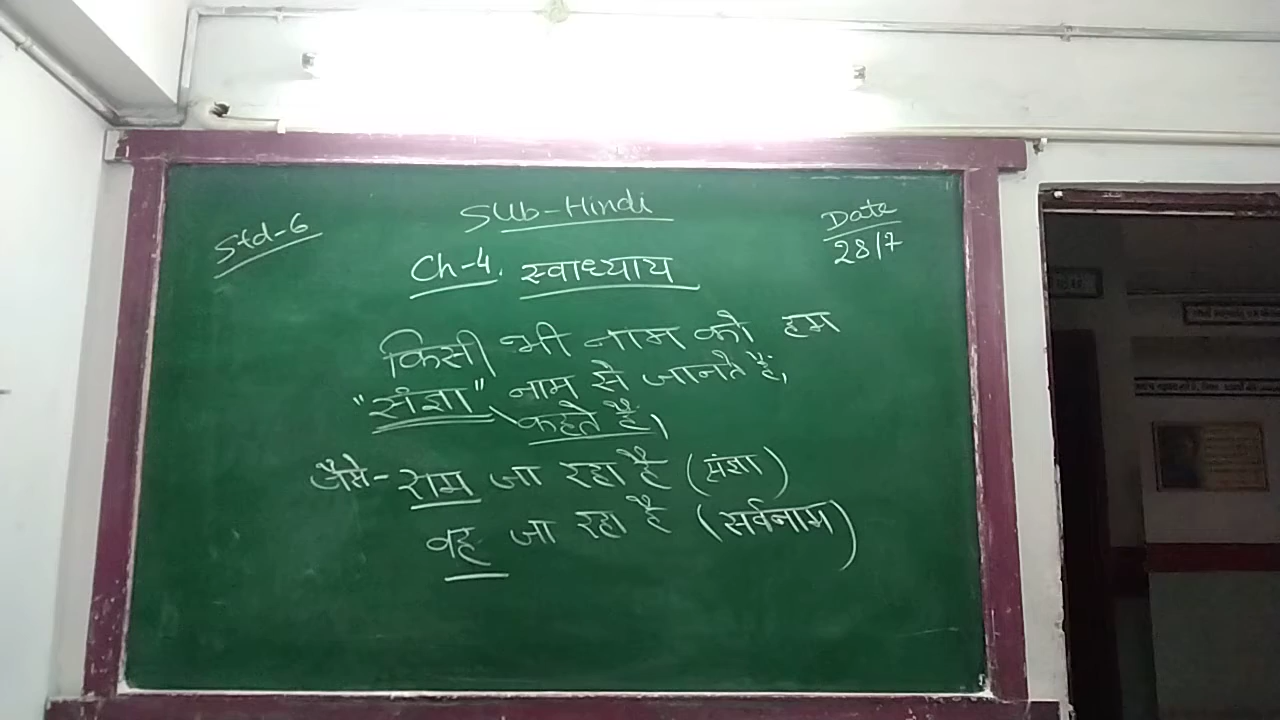 Std-6
Sub-Hindi
Date
28/7
Ch-4. स्वाध्याय
किसी भी नाम को हम
"संज्ञा" नाम से जानते हैं,
कहते हैं।
जैसे- राम जा रहा है (संज्ञा)
वह जा रहा है (सर्वनाम)